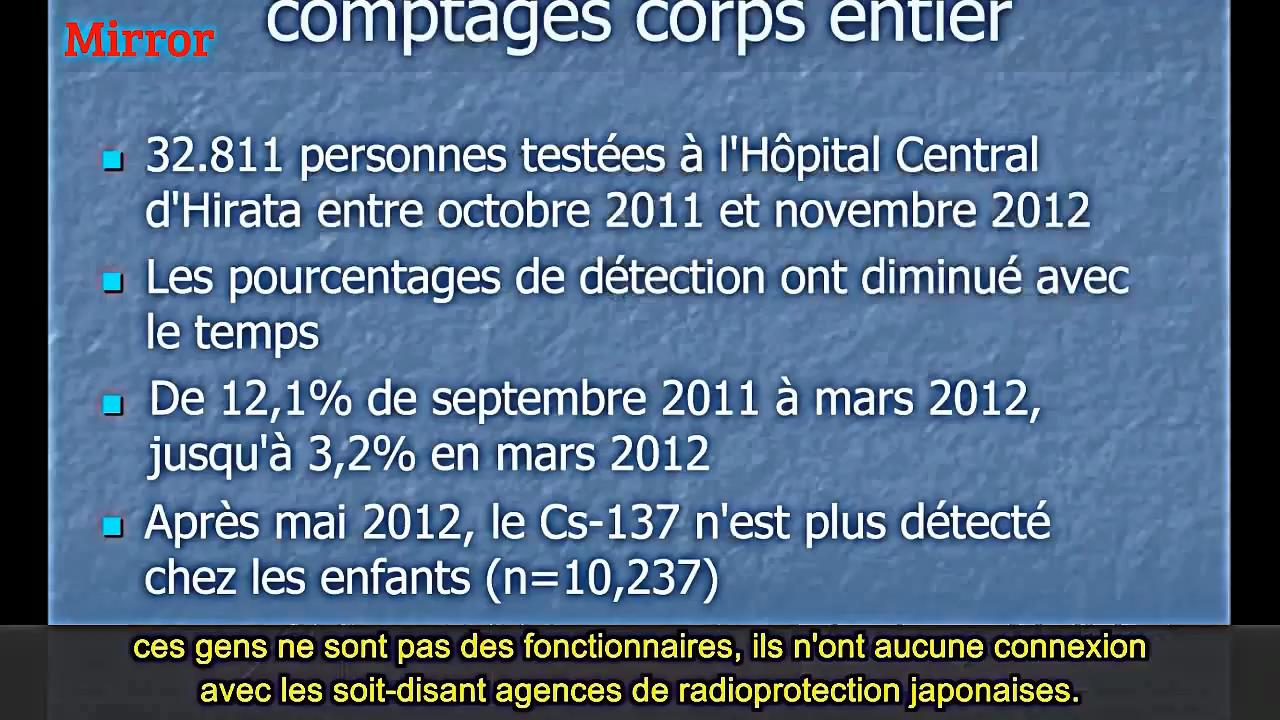 comptages corps entier
Mirror
32.811 personnes testées à l'Hôpital Central
d'Hirata entre octobre 2011 et novembre 2012
Les pourcentages de détection ont diminué avec
le temps
De 12,1% de septembre 2011 à mars 2012,
jusqu'à 3,2% en mars 2012
Après mai 2012, le Cs-137 n'est plus détecté
chez les enfants (n=10,237)
ces gens ne sont pas des fonctionnaires, ils n'ont aucune connexion
avec les soit-disant agences de radioprotection japonaises.